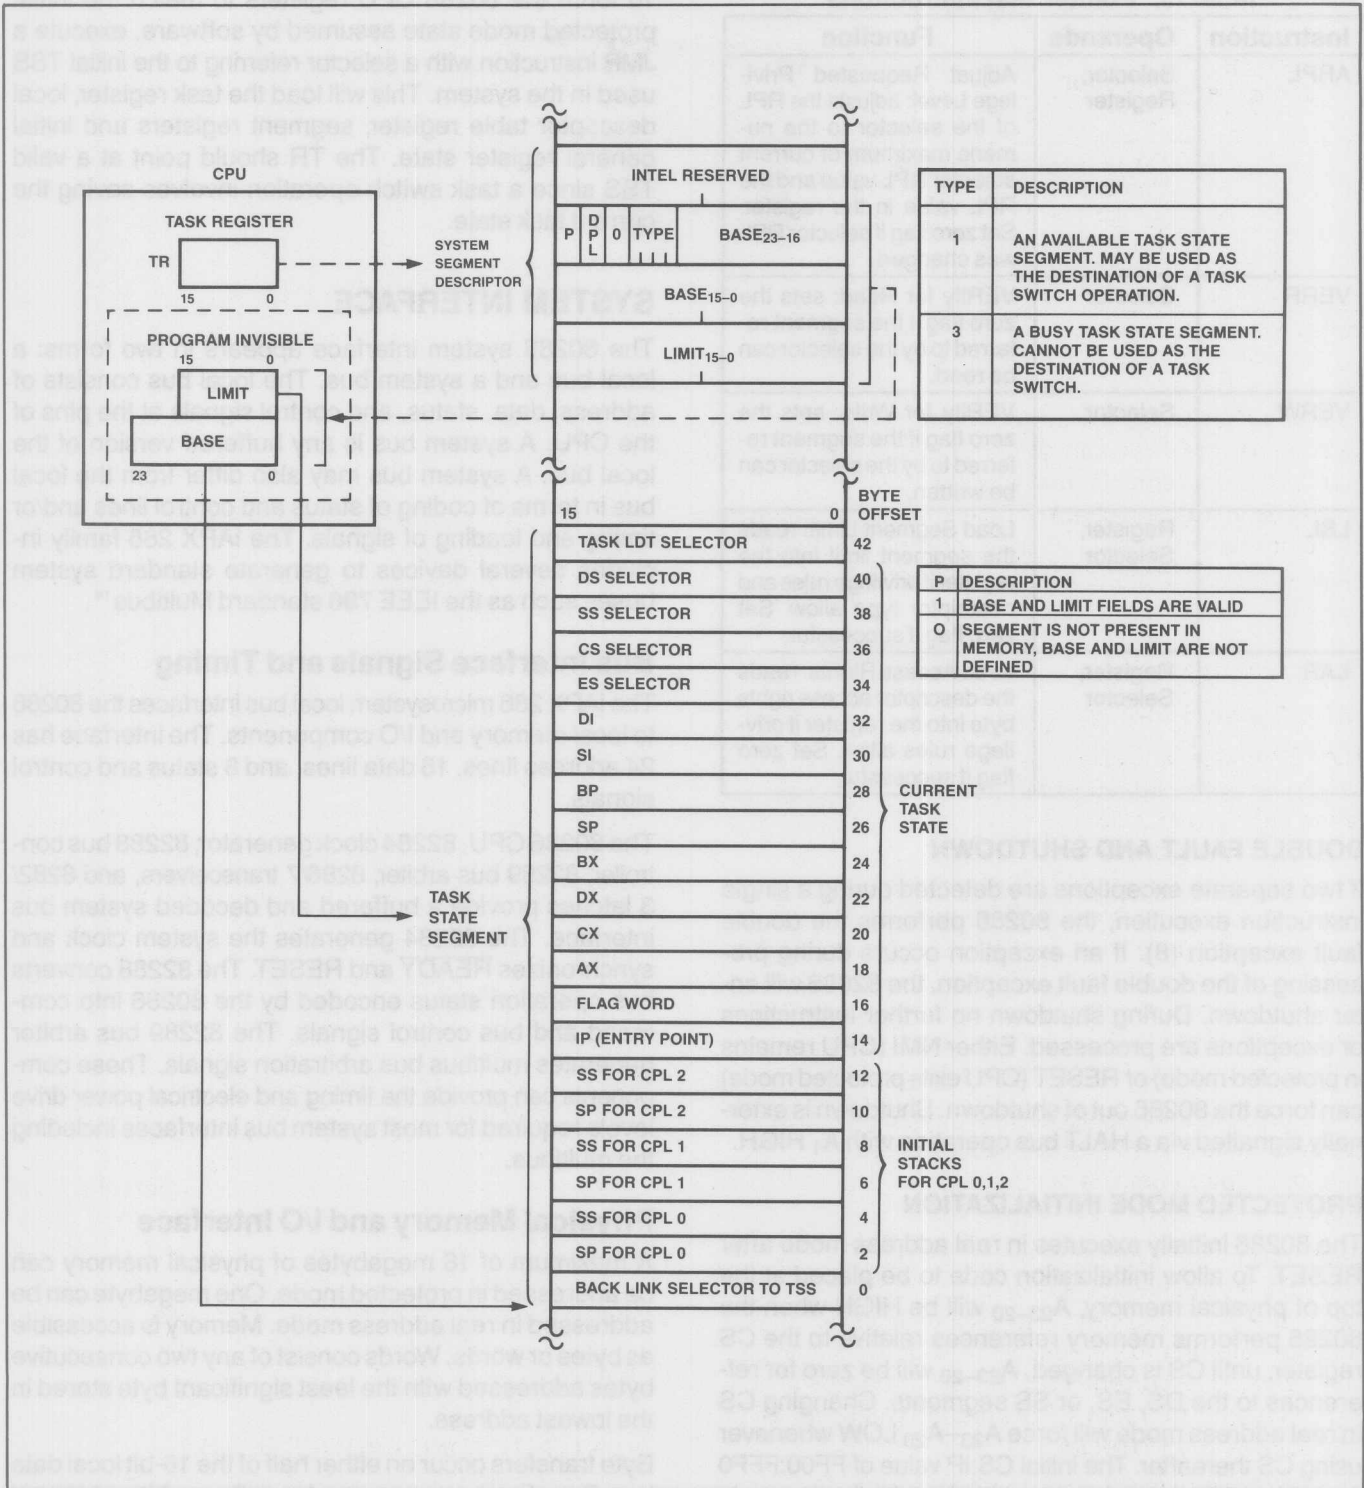 CPU
TASK REGISTER
TR
15 0
PROGRAM INVISIBLE
15 0
LIMIT
BASE
23 0
SYSTEM
SEGMENT
DESCRIPTOR
INTEL RESERVED
P DPL 0 TYPE BASE23–16
BASE15–0
LIMIT15–0
TYPE DESCRIPTION
1 AN AVAILABLE TASK STATE
SEGMENT. MAY BE USED AS
THE DESTINATION OF A TASK
SWITCH OPERATION.
3 A BUSY TASK STATE SEGMENT.
CANNOT BE USED AS THE
DESTINATION OF A TASK
SWITCH.
P DESCRIPTION
1 BASE AND LIMIT FIELDS ARE VALID
O SEGMENT IS NOT PRESENT IN
MEMORY, BASE AND LIMIT ARE NOT
DEFINED
15 0
BYTE
OFFSET
TASK LDT SELECTOR 42
DS SELECTOR 40
SS SELECTOR 38
CS SELECTOR 36
ES SELECTOR 34
DI 32
SI 30
BP 28
SP 26
BX 24
DX 22
CX 20
AX 18
FLAG WORD 16
IP (ENTRY POINT) 14
SS FOR CPL 2 12
SP FOR CPL 2 10
SS FOR CPL 1 8
SP FOR CPL 1 6
SS FOR CPL 0 4
SP FOR CPL 0 2
BACK LINK SELECTOR TO TSS 0
TASK
STATE
SEGMENT
CURRENT
TASK
STATE
INITIAL
STACKS
FOR CPL 0,1,2